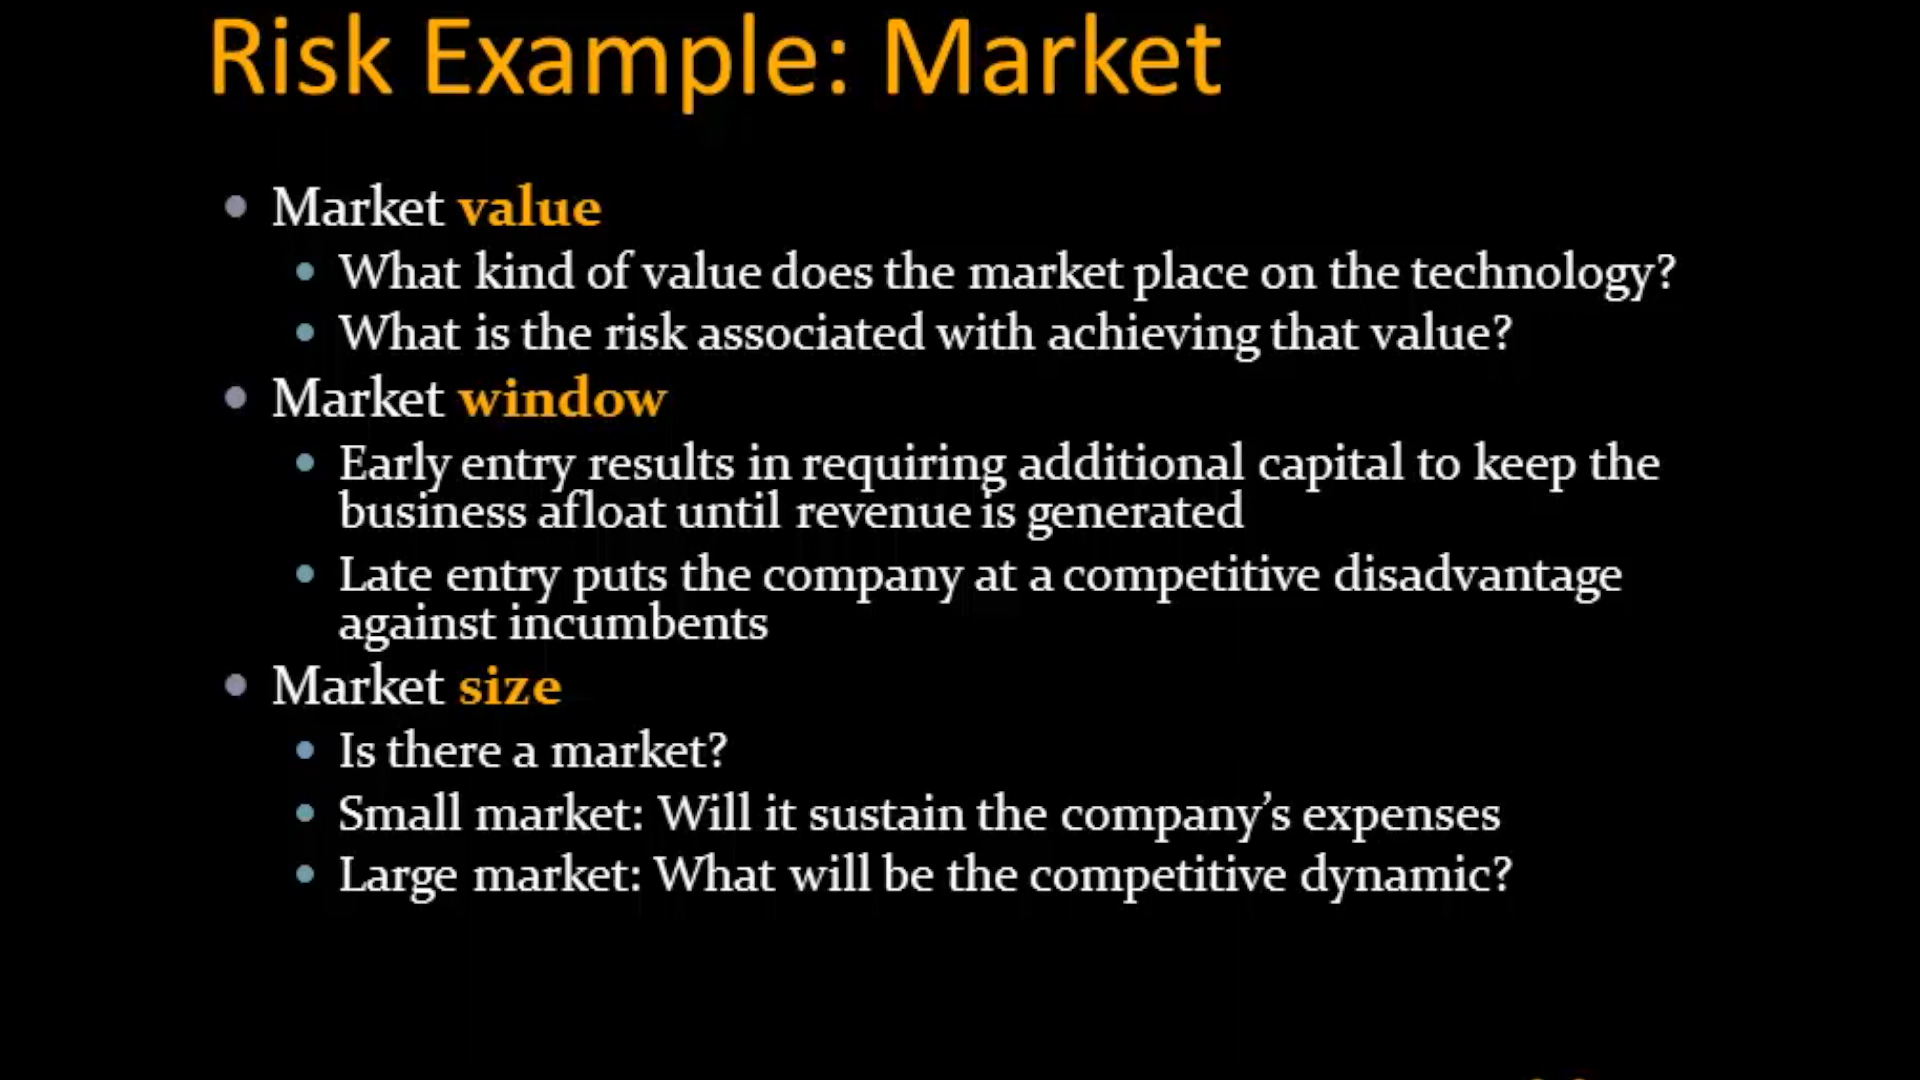 Risk Example: Market
Market value
What kind of value does the market place on the technology?
What is the risk associated with achieving that value?
Market window
Early entry results in requiring additional capital to keep the
business afloat until revenue is generated
Late entry puts the company at a competitive disadvantage
against incumbents
Market size
Is there a market?
Small market: Will it sustain the company’s expenses
Large market: What will be the competitive dynamic?